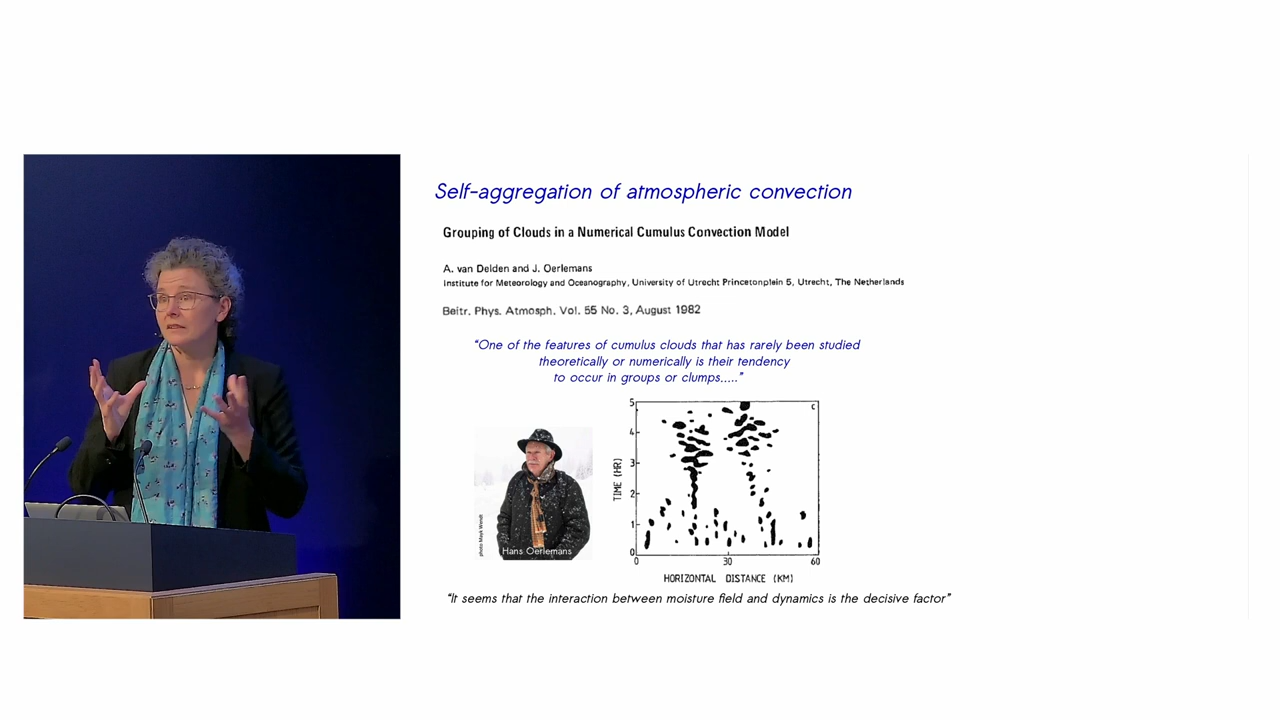 Self-aggregation of atmospheric convection
Grouping of Clouds in a Numerical Cumulus Convection Model
A. van Delden and J. Oerlemans
Institute for Meteorology and Oceanography, University of Utrecht Princetonplein 5, Utrecht, The Netherlands
Beitr. Phys. Atmosph. Vol. 55 No. 3, August 1982
“One of the features of cumulus clouds that has rarely been studied
theoretically or numerically is their tendency
to occur in groups or clumps.....”
photo Mayk Wendt
Hans Oerlemans
C
TIME (HR)
5
4
3
2
1
0
0 30 60
HORIZONTAL DISTANCE (KM)
“It seems that the interaction between moisture field and dynamics is the decisive factor”